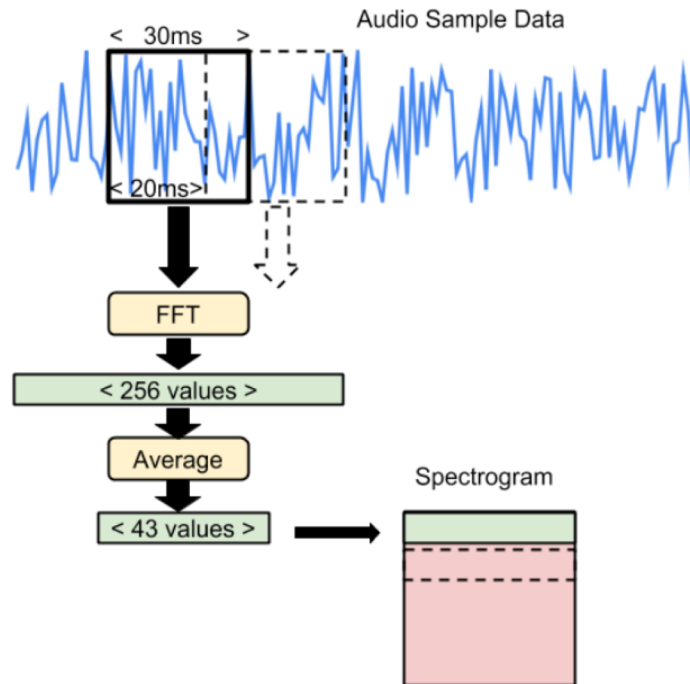 Audio Sample Data
< 30ms >
< 20ms>
FFT
< 256 values >
Average
Spectrogram
< 43 values >